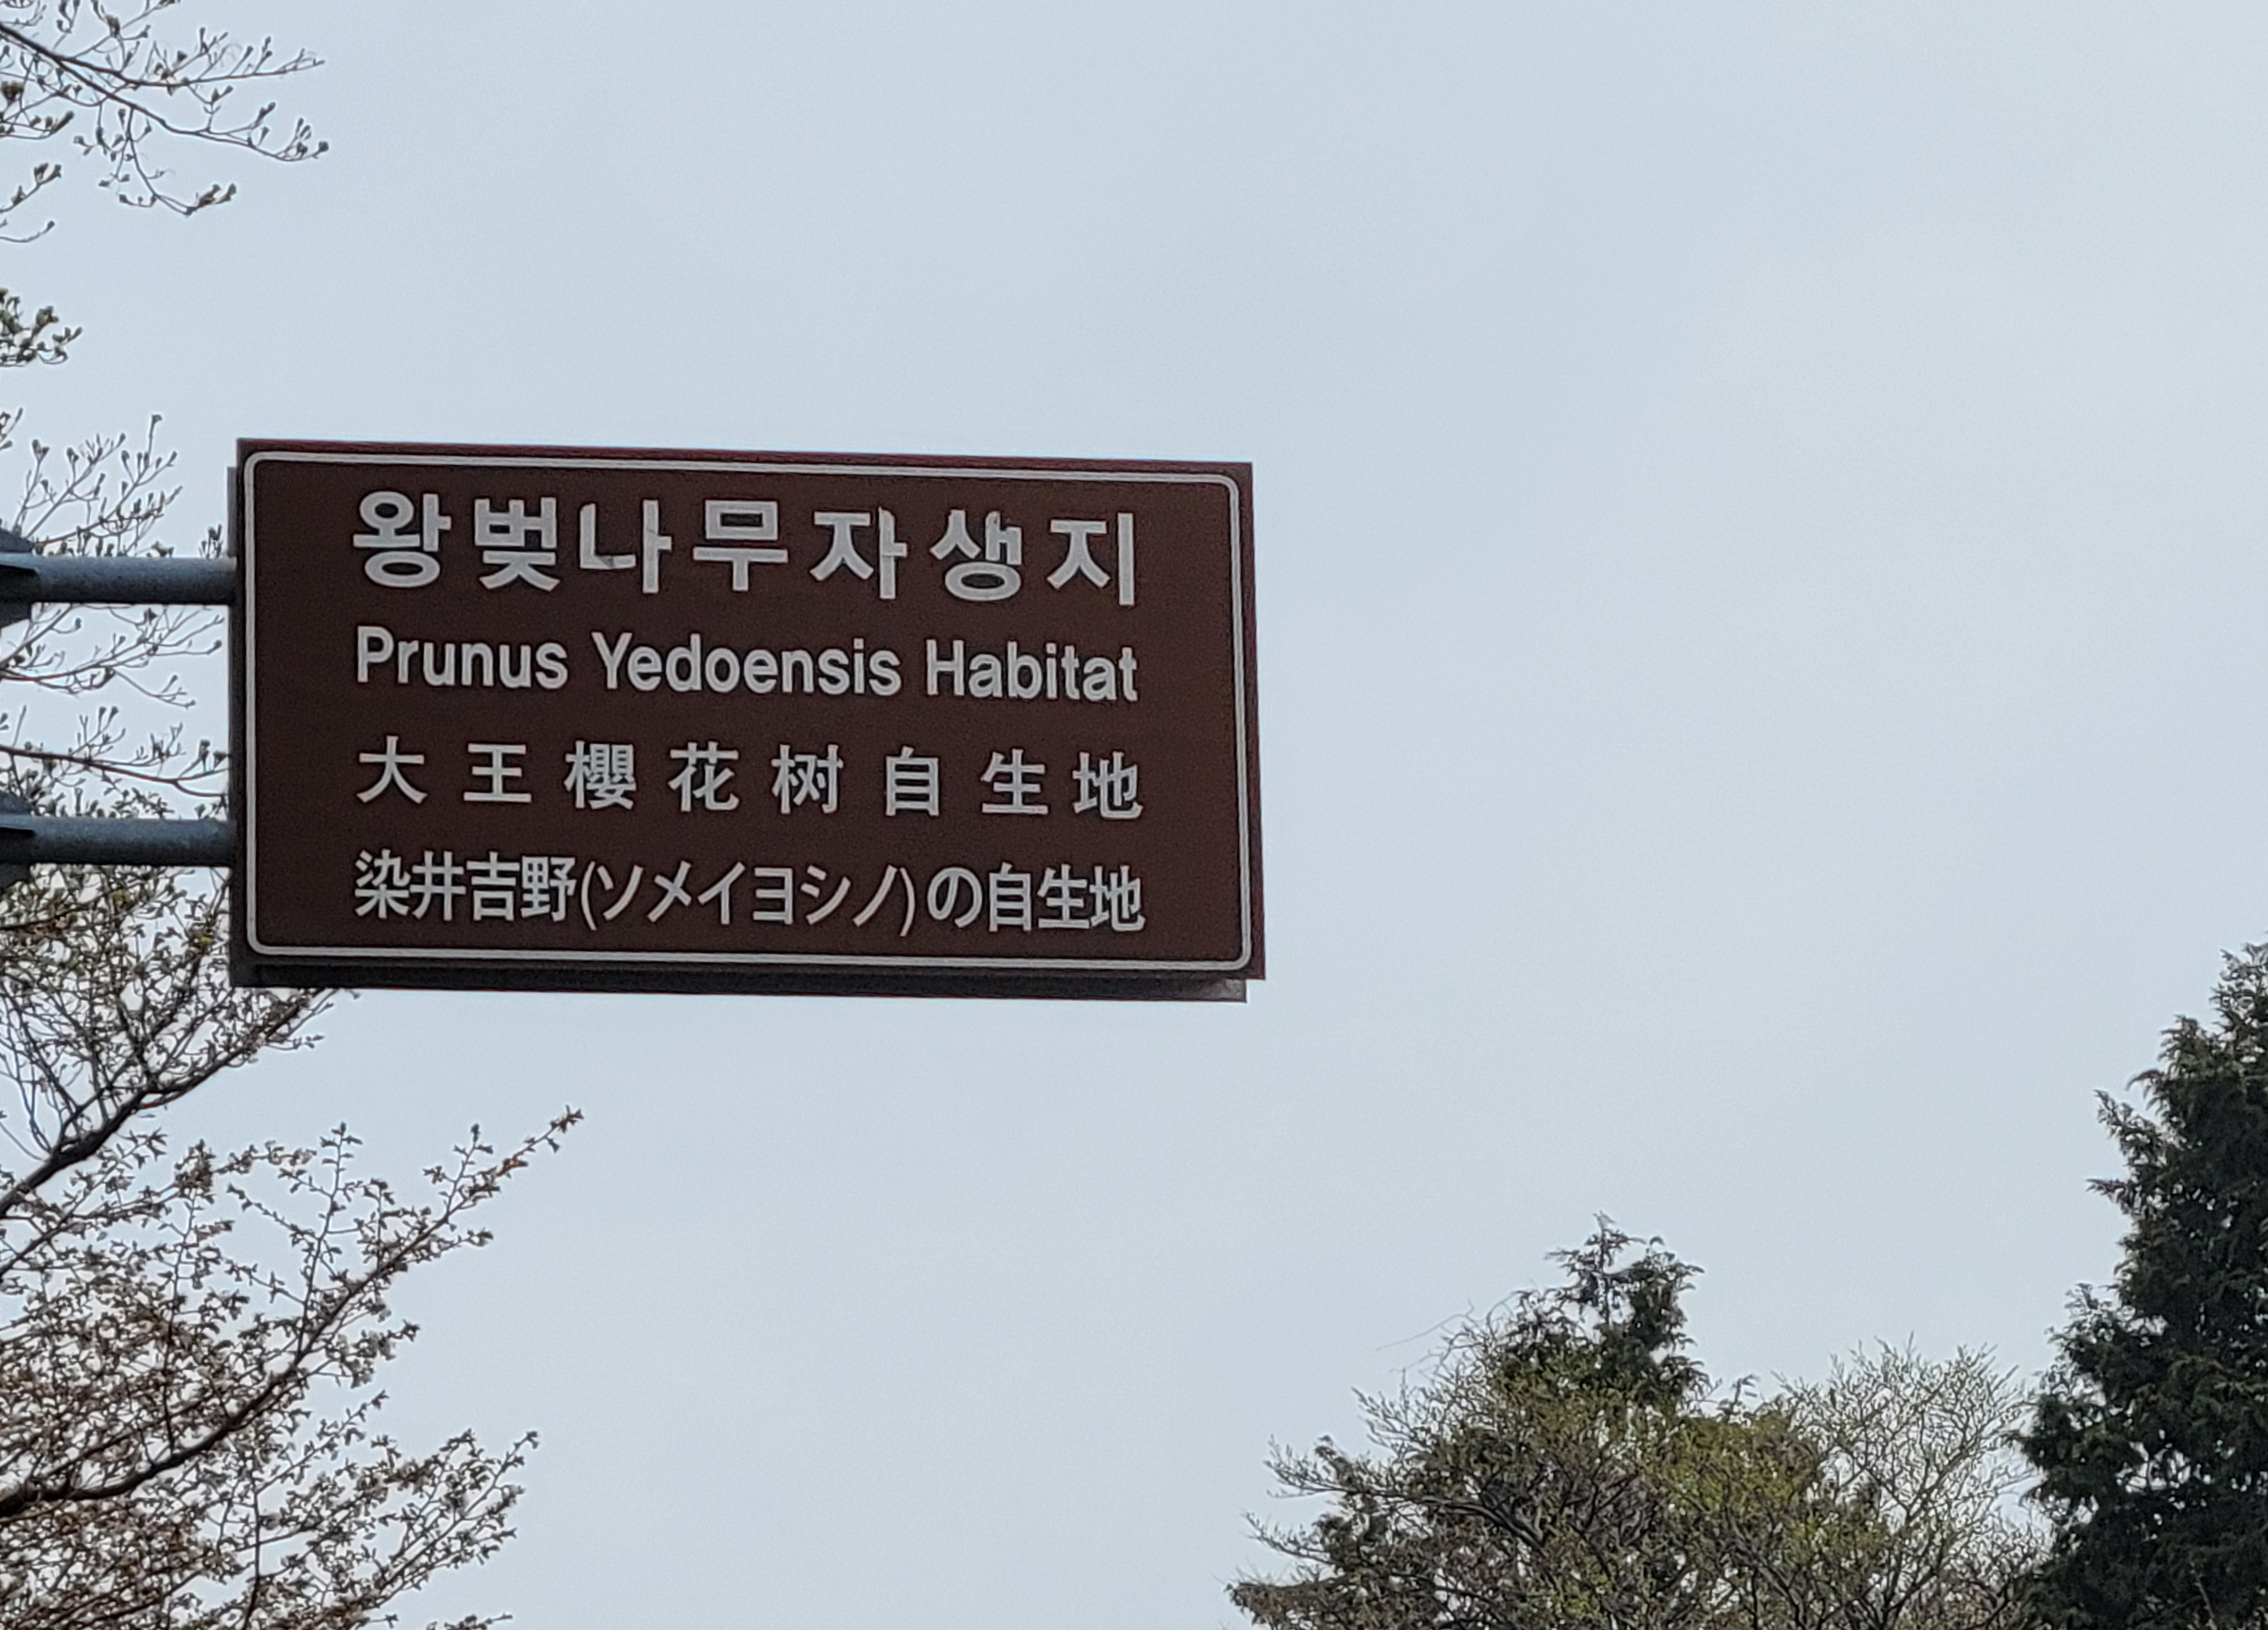 왕벚나무자생지
Prunus Yedoensis Habitat
大王櫻花树自生地
染井吉野(ソメイヨシノ)の自生地